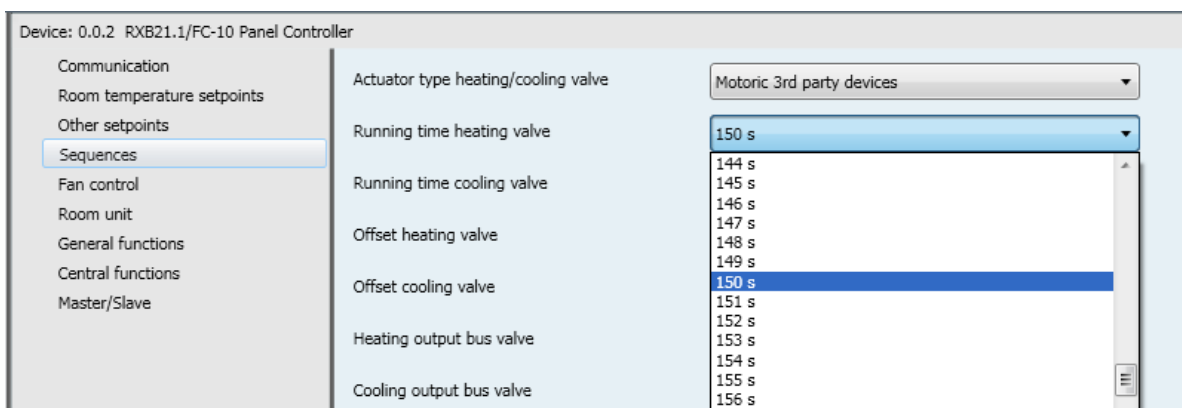 Device: 0.0.2 RXB21.1/FC-10 Panel Controller
Communication
Room temperature setpoints
Other setpoints
Sequences
Fan control
Room unit
General functions
Central functions
Master/Slave
Actuator type heating/cooling valve
Motoric 3rd party devices
Running time heating valve
150 s
Running time cooling valve
Offset heating valve
Offset cooling valve
Heating output bus valve
Cooling output bus valve
144 s
145 s
146 s
147 s
148 s
149 s
150 s
151 s
152 s
153 s
154 s
155 s
156 s